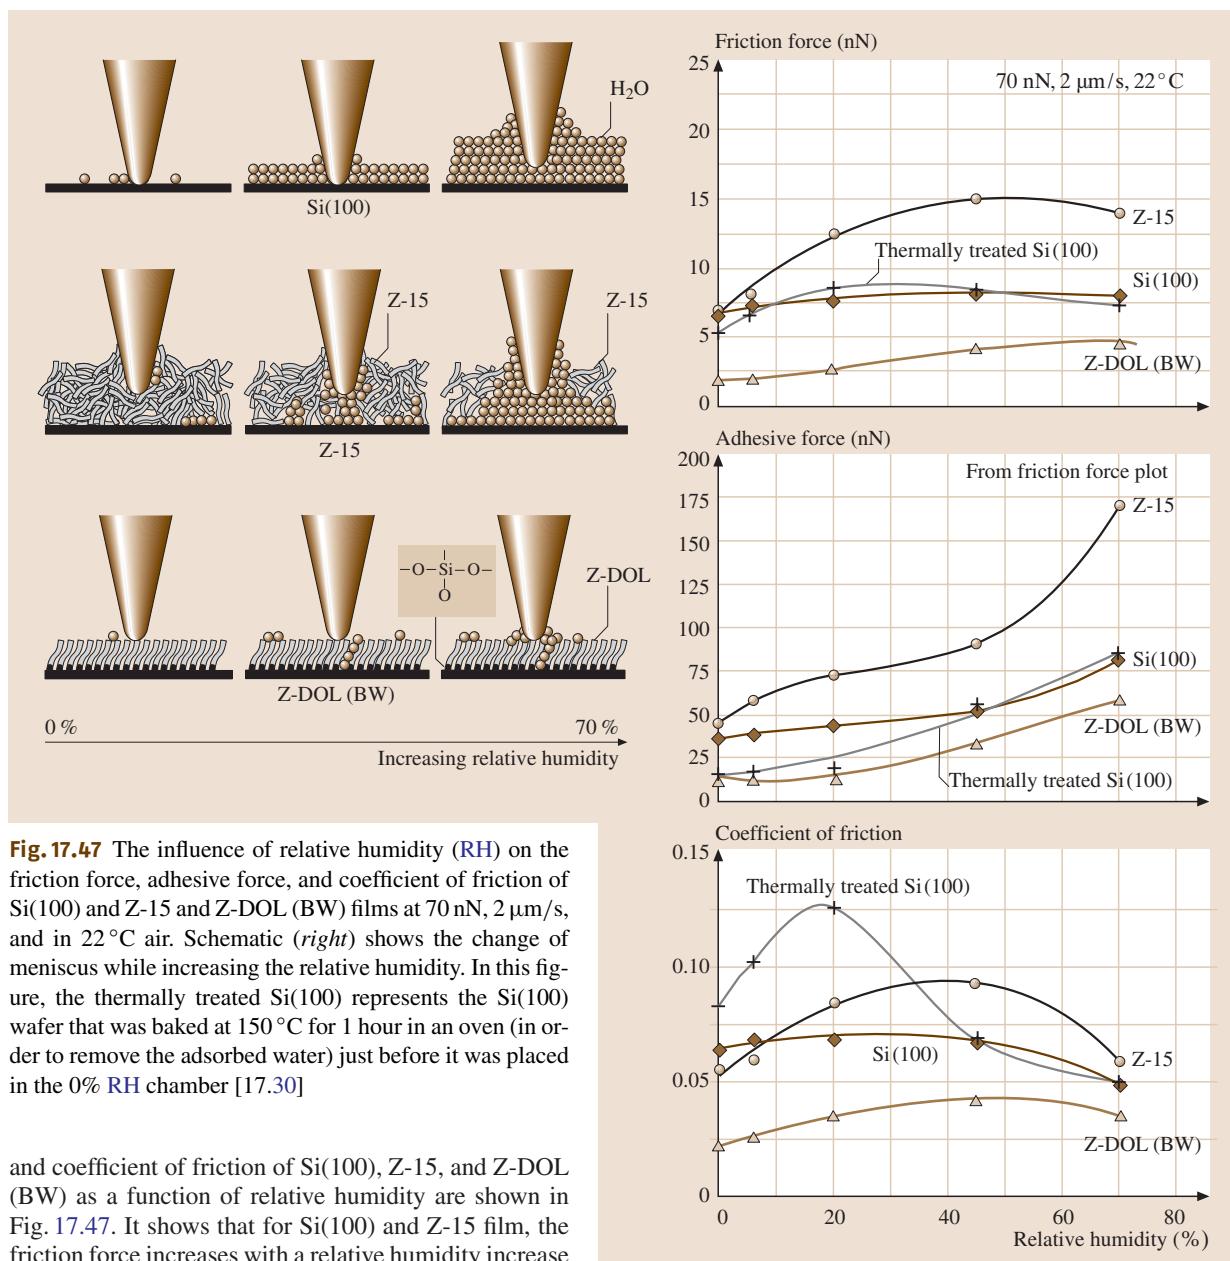 H₂O
Si(100)
Z-15
Z-15
Z-15
–O–Si–O–
O
Z-DOL
Z-DOL (BW)
0 %
70 %
Increasing relative humidity
Friction force (nN)
25
20
15
10
5
0
70 nN, 2 μm/s, 22 °C
Z-15
Thermally treated Si(100)
Si(100)
Z-DOL (BW)
Adhesive force (nN)
200
175
150
125
100
75
50
25
0
From friction force plot
Z-15
Si(100)
Z-DOL (BW)
Thermally treated Si(100)
Coefficient of friction
0.15
0.10
0.05
0
Thermally treated Si(100)
Si(100)
Z-15
Z-DOL (BW)
0 20 40 60 80
Relative humidity (%)
Fig. 17.47 The influence of relative humidity (RH) on the
friction force, adhesive force, and coefficient of friction of
Si(100) and Z-15 and Z-DOL (BW) films at 70 nN, 2 μm/s,
and in 22 °C air. Schematic (right) shows the change of
meniscus while increasing the relative humidity. In this fig-
ure, the thermally treated Si(100) represents the Si(100)
wafer that was baked at 150 °C for 1 hour in an oven (in or-
der to remove the adsorbed water) just before it was placed
in the 0% RH chamber [17.30]
and coefficient of friction of Si(100), Z-15, and Z-DOL
(BW) as a function of relative humidity are shown in
Fig. 17.47. It shows that for Si(100) and Z-15 film, the
friction force increases with a relative humidity increase